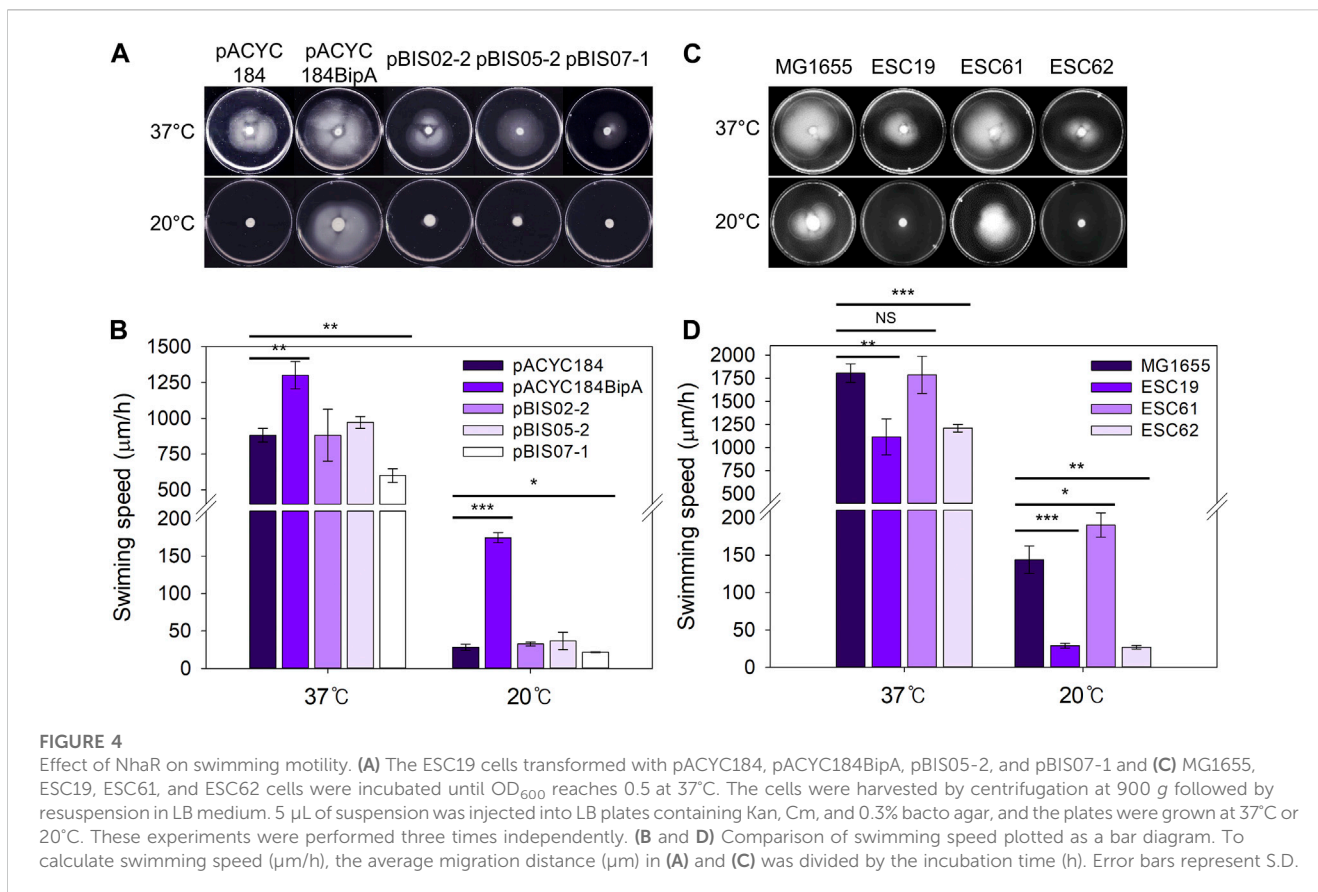 A
pACYC
184
pACYC
184BipA
pBIS02-2
pBIS05-2
pBIS07-1
37°C
20°C
C
MG1655
ESC19
ESC61
ESC62
37°C
20°C
B
Swiming speed (µm/h)
1500
1250
1000
750
500
200
150
100
50
0
**
**
***
*
pACYC184
pACYC184BipA
pBIS02-2
pBIS05-2
pBIS07-1
37℃
20℃
D
Swimming speed (µm/h)
2000
1750
1500
1250
1000
750
500
200
150
100
50
0
***
NS
**
**
*
***
MG1655
ESC19
ESC61
ESC62
37℃
20℃
FIGURE 4
Effect of NhaR on swimming motility. (A) The ESC19 cells transformed with pACYC184, pACYC184BipA, pBIS05-2, and pBIS07-1 and (C) MG1655,
ESC19, ESC61, and ESC62 cells were incubated until OD600 reaches 0.5 at 37°C. The cells were harvested by centrifugation at 900 g followed by
resuspension in LB medium. 5 µL of suspension was injected into LB plates containing Kan, Cm, and 0.3% bacto agar, and the plates were grown at 37°C or
20°C. These experiments were performed three times independently. (B and D) Comparison of swimming speed plotted as a bar diagram. To
calculate swimming speed (µm/h), the average migration distance (µm) in (A) and (C) was divided by the incubation time (h). Error bars represent S.D.